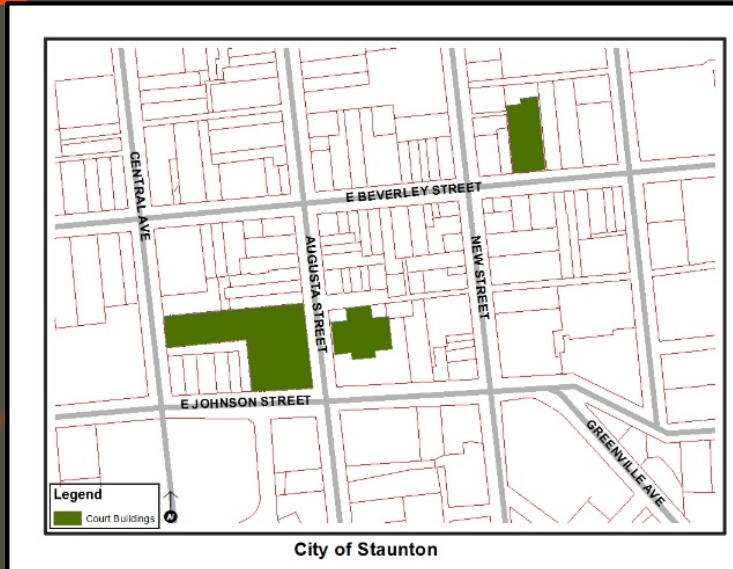 CENTRAL AVE
E BEVERLEY STREET
AUGUSTA STREET
NEW STREET
E JOHNSON STREET
GREENVILLE AVE
Legend
Court Buildings
N
City of Staunton